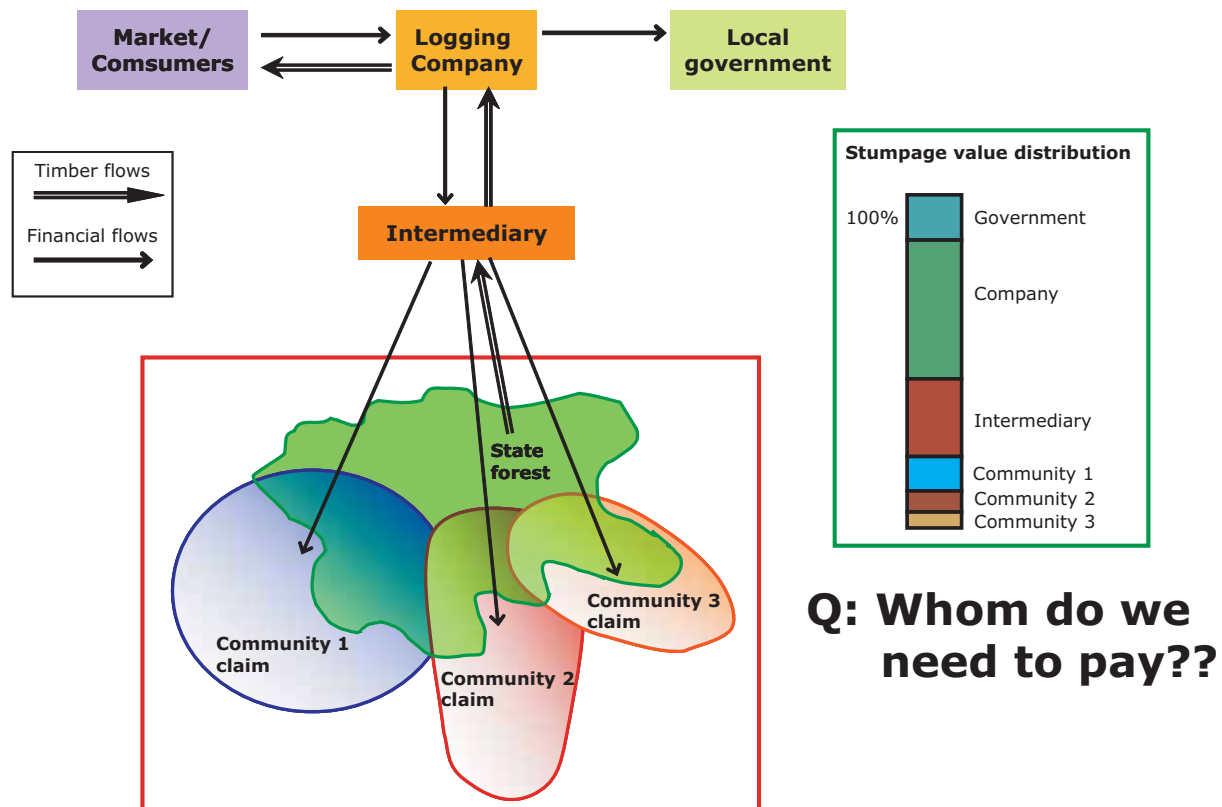 Market/
Comsumers
Logging
Company
Local
government
Timber flows
Financial flows
Intermediary
Stumpage value distribution
100%
Government
Company
Intermediary
Community 1
Community 2
Community 3
State
forest
Community 1
claim
Community 2
claim
Community 3
claim
Q: Whom do we
need to pay??